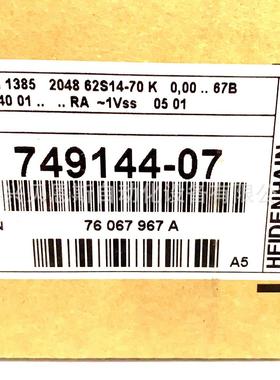 1385 2048 62S14-70 K 0,00 .. 67B
40 01 .. .. RA ~1Vss 05 01
749144-07
N
76 067 967 A
A5
HEIDENHAIN